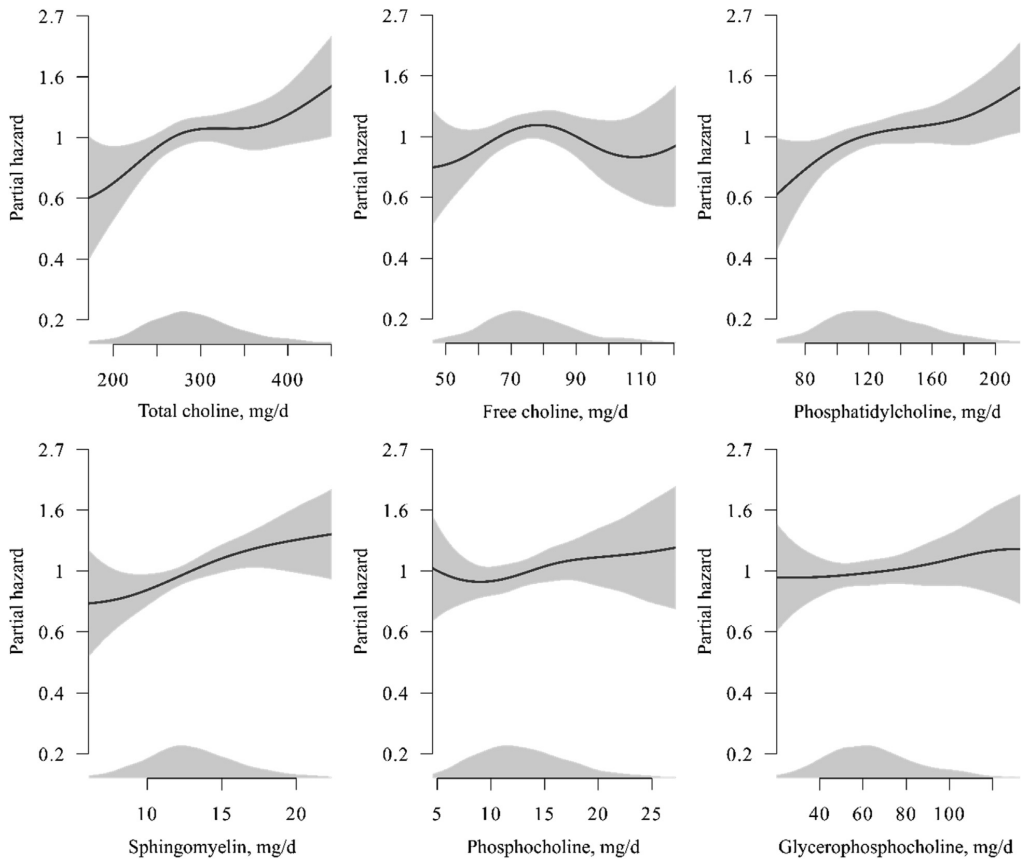 2.7
1.6
1
0.6
0.4
0.2
Partial hazard
200 300 400
Total choline, mg/d
2.7
1.6
1
0.6
0.4
0.2
Partial hazard
50 70 90 110
Free choline, mg/d
2.7
1.6
1
0.6
0.4
0.2
Partial hazard
80 120 160 200
Phosphatidylcholine, mg/d
2.7
1.6
1
0.6
0.4
0.2
Partial hazard
10 15 20
Sphingomyelin, mg/d
2.7
1.6
1
0.6
0.4
0.2
Partial hazard
5 10 15 20 25
Phosphocholine, mg/d
2.7
1.6
1
0.6
0.4
0.2
Partial hazard
40 60 80 100
Glycerophosphocholine, mg/d